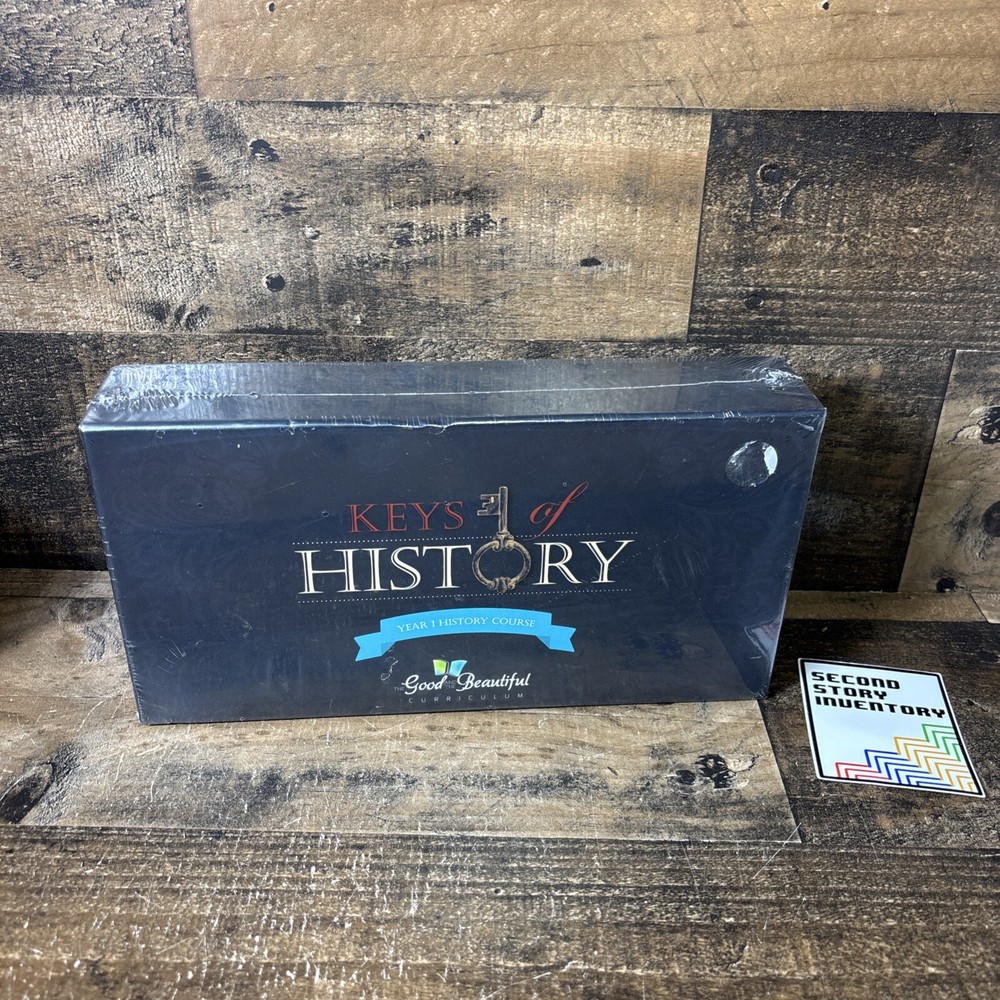 KEYS of
HISTORY
YEAR 1 HISTORY COURSE
THE Good AND THE Beautiful
CURRICULUM
SECOND
STORY
INVENTORY